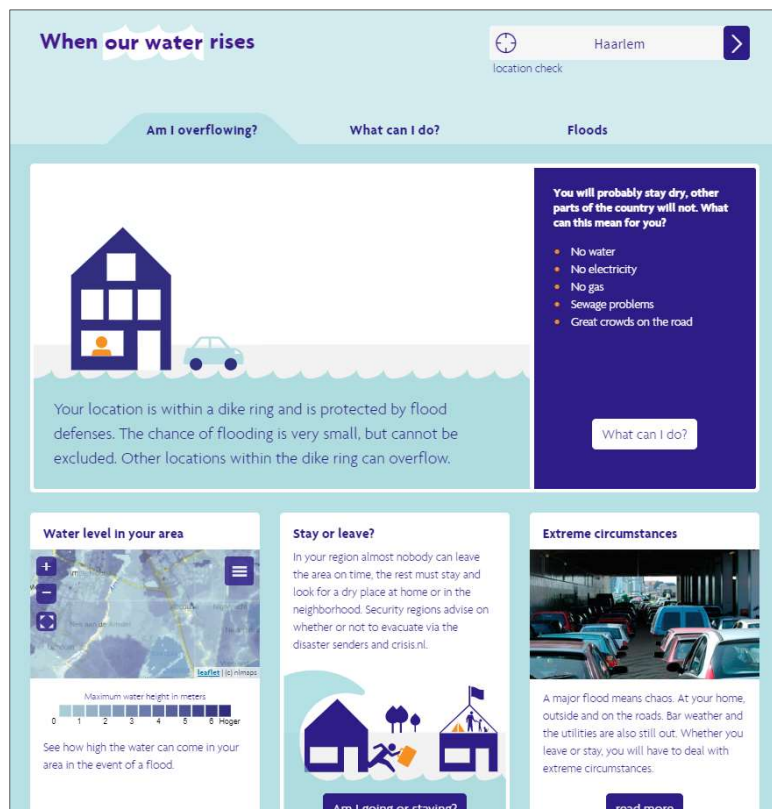 When our water rises
Haarlem
location check
Am I overflowing?
What can I do?
Floods
You will probably stay dry, other
parts of the country will not. What
can this mean for you?
No water
No electricity
No gas
Sewage problems
Great crowds on the road
Your location is within a dike ring and is protected by flood
defenses. The chance of flooding is very small, but cannot be
excluded. Other locations within the dike ring can overflow.
What can I do?
Water level in your area
leaflet | (c) nlmaps
Maximum water height in meters
0 1 2 3 4 5 6 Hoger
See how high the water can come in your
area in the event of a flood.
Stay or leave?
In your region almost nobody can leave
the area on time, the rest must stay and
look for a dry place at home or in the
neighborhood. Security regions advise on
whether or not to evacuate via the
disaster senders and crisis.nl.
Am I going or staying?
Extreme circumstances
A major flood means chaos. At your home,
outside and on the roads. Bar weather and
the utilities are also still out. Whether you
leave or stay, you will have to deal with
extreme circumstances.
read more